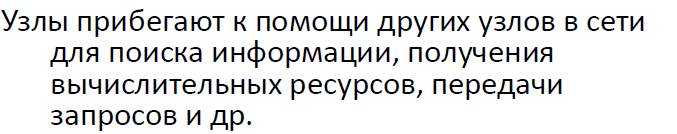 Узлы прибегают к помощи других узлов в сети
для поиска информации, получения
вычислительных ресурсов, передачи
запросов и др.